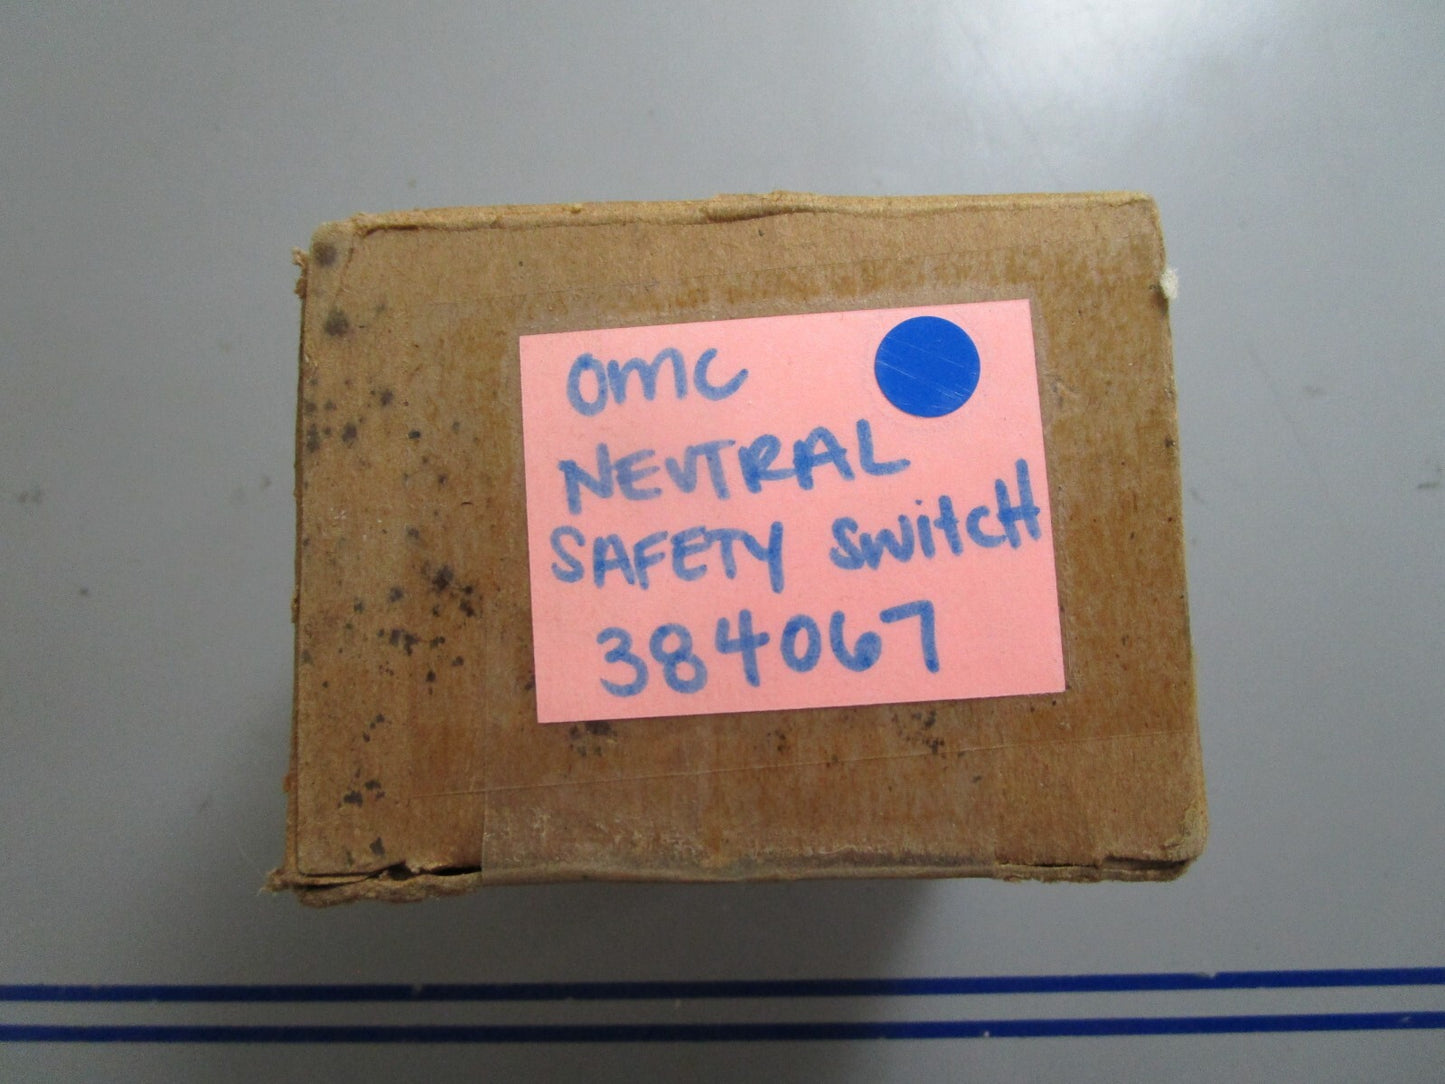 OMC
NEUTRAL
SAFETY SWitCH
384067